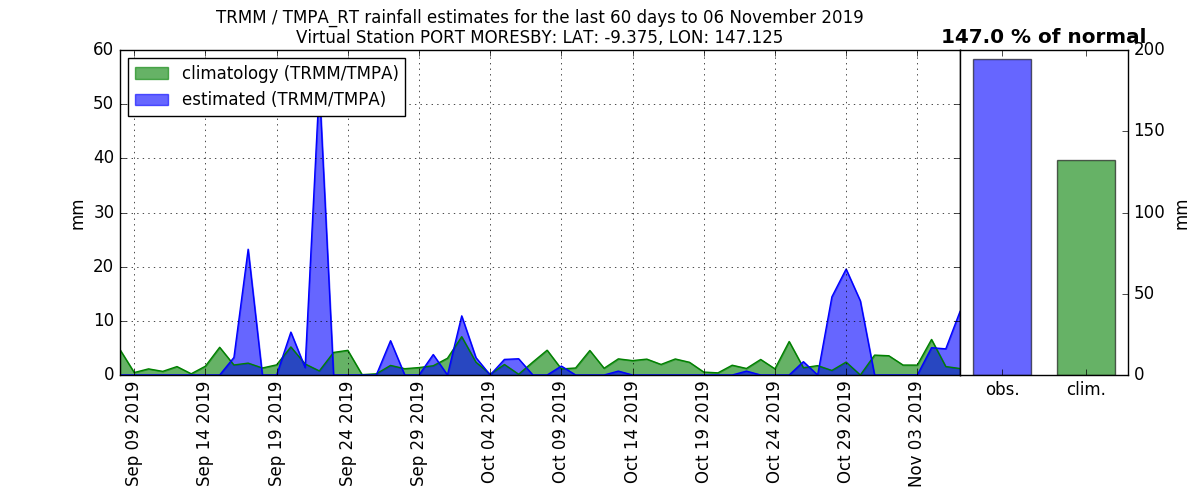 TRMM / TMPA_RT rainfall estimates for the last 60 days to 06 November 2019
Virtual Station PORT MORESBY: LAT: -9.375, LON: 147.125
147.0 % of normal
climatology (TRMM/TMPA)
estimated (TRMM/TMPA)
60
50
40
30
20
10
0
mm
Sep 09 2019
Sep 14 2019
Sep 19 2019
Sep 24 2019
Sep 29 2019
Oct 04 2019
Oct 09 2019
Oct 14 2019
Oct 19 2019
Oct 24 2019
Oct 29 2019
Nov 03 2019
200
150
100
50
0
mm
obs.
clim.